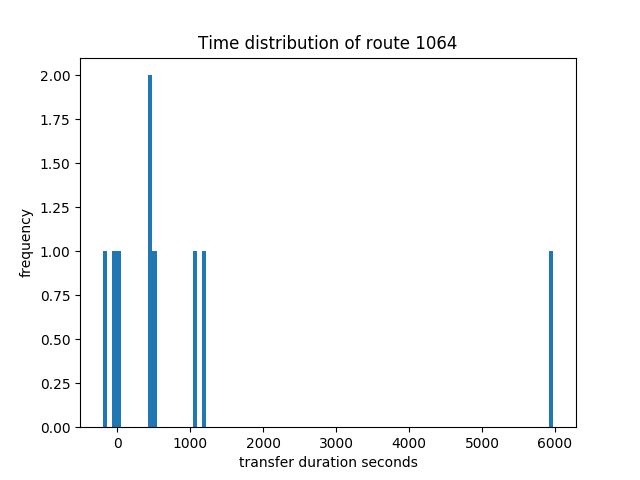 Time distribution of route 1064
2.00
1.75
1.50
1.25
1.00
0.75
0.50
0.25
0.00
frequency
0 1000 2000 3000 4000 5000 6000
transfer duration seconds